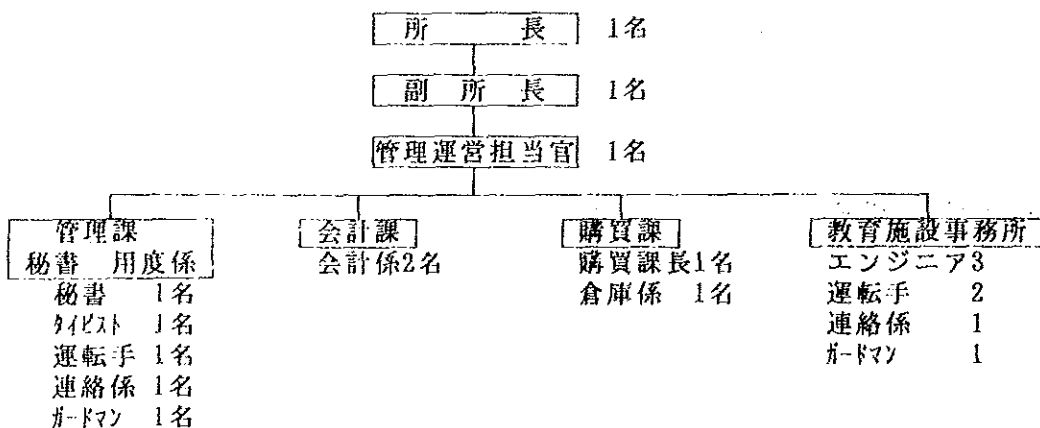 所長 1名
副所長 1名
管理運営担当官 1名
管理課
秘書 用度係
秘書 1名
タイピスト 1名
運転手 1名
連絡係 1名
ガードマン 1名
会計課
会計係2名
購買課
購買課長1名
倉庫係 1名
教育施設事務所
エンジニア3
運転手 2
連絡係 1
ガードマン 1